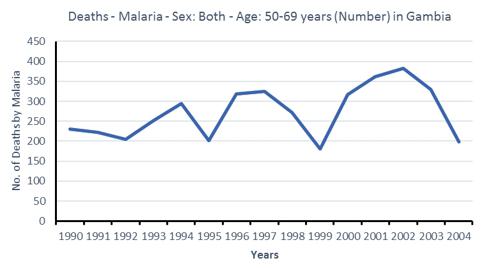 Deaths - Malaria - Sex: Both - Age: 50-69 years (Number) in Gambia
No. of Deaths by Malaria
450
400
350
300
250
200
150
100
50
0
1990 1991 1992 1993 1994 1995 1996 1997 1998 1999 2000 2001 2002 2003 2004
Years